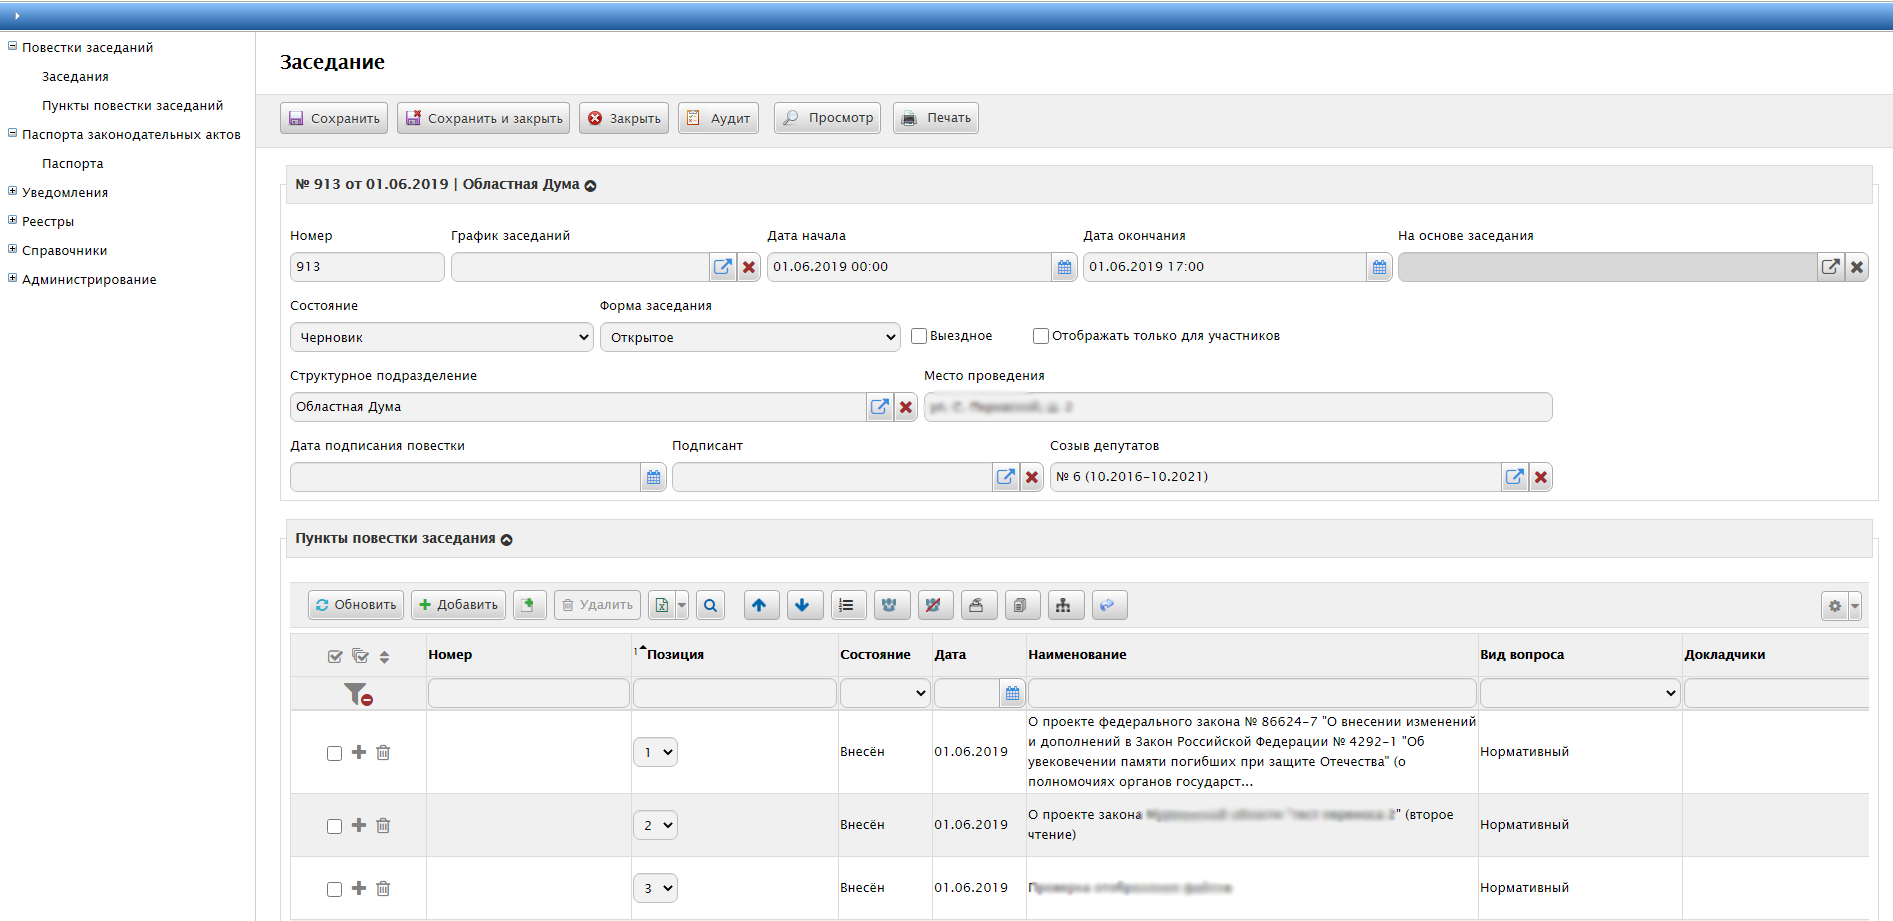 Повестки заседаний
Заседания
Пункты повестки заседаний
Паспорта законодательных актов
Паспорта
Уведомления
Реестры
Справочники
Администрирование
Заседание
Сохранить Сохранить и закрыть Закрыть Аудит Просмотр Печать
№ 913 от 01.06.2019 | Областная Дума
Номер График заседаний Дата начала Дата окончания На основе заседания
913 01.06.2019 00:00 01.06.2019 17:00
Состояние Форма заседания
Черновик Открытое Выездное Отображать только для участников
Структурное подразделение Место проведения
Областная Дума
Дата подписания повестки Подписант Созыв депутатов
№ 6 (10.2016-10.2021)
Пункты повестки заседания
Обновить Добавить Удалить
Номер 1 Позиция Состояние Дата Наименование Вид вопроса Докладчики
1 Внесён 01.06.2019 О проекте федерального закона № 86624-7 "О внесении изменений
и дополнений в Закон Российской Федерации № 4292-1 "Об
увековечении памяти погибших при защите Отечества" (о
полномочиях органов государст... Нормативный
2 Внесён 01.06.2019 О проекте закона " (второе
чтение) Нормативный
3 Внесён 01.06.2019 Нормативный